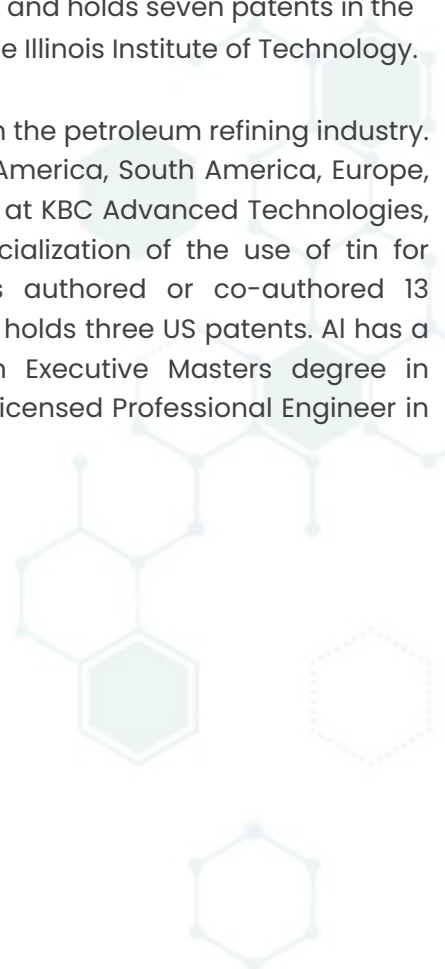 and holds seven patents in the
e Illinois Institute of Technology.
n the petroleum refining industry.
America, South America, Europe,
at KBC Advanced Technologies,
cialization of the use of tin for
s authored or co-authored 13
holds three US patents. Al has a
n Executive Masters degree in
icensed Professional Engineer in